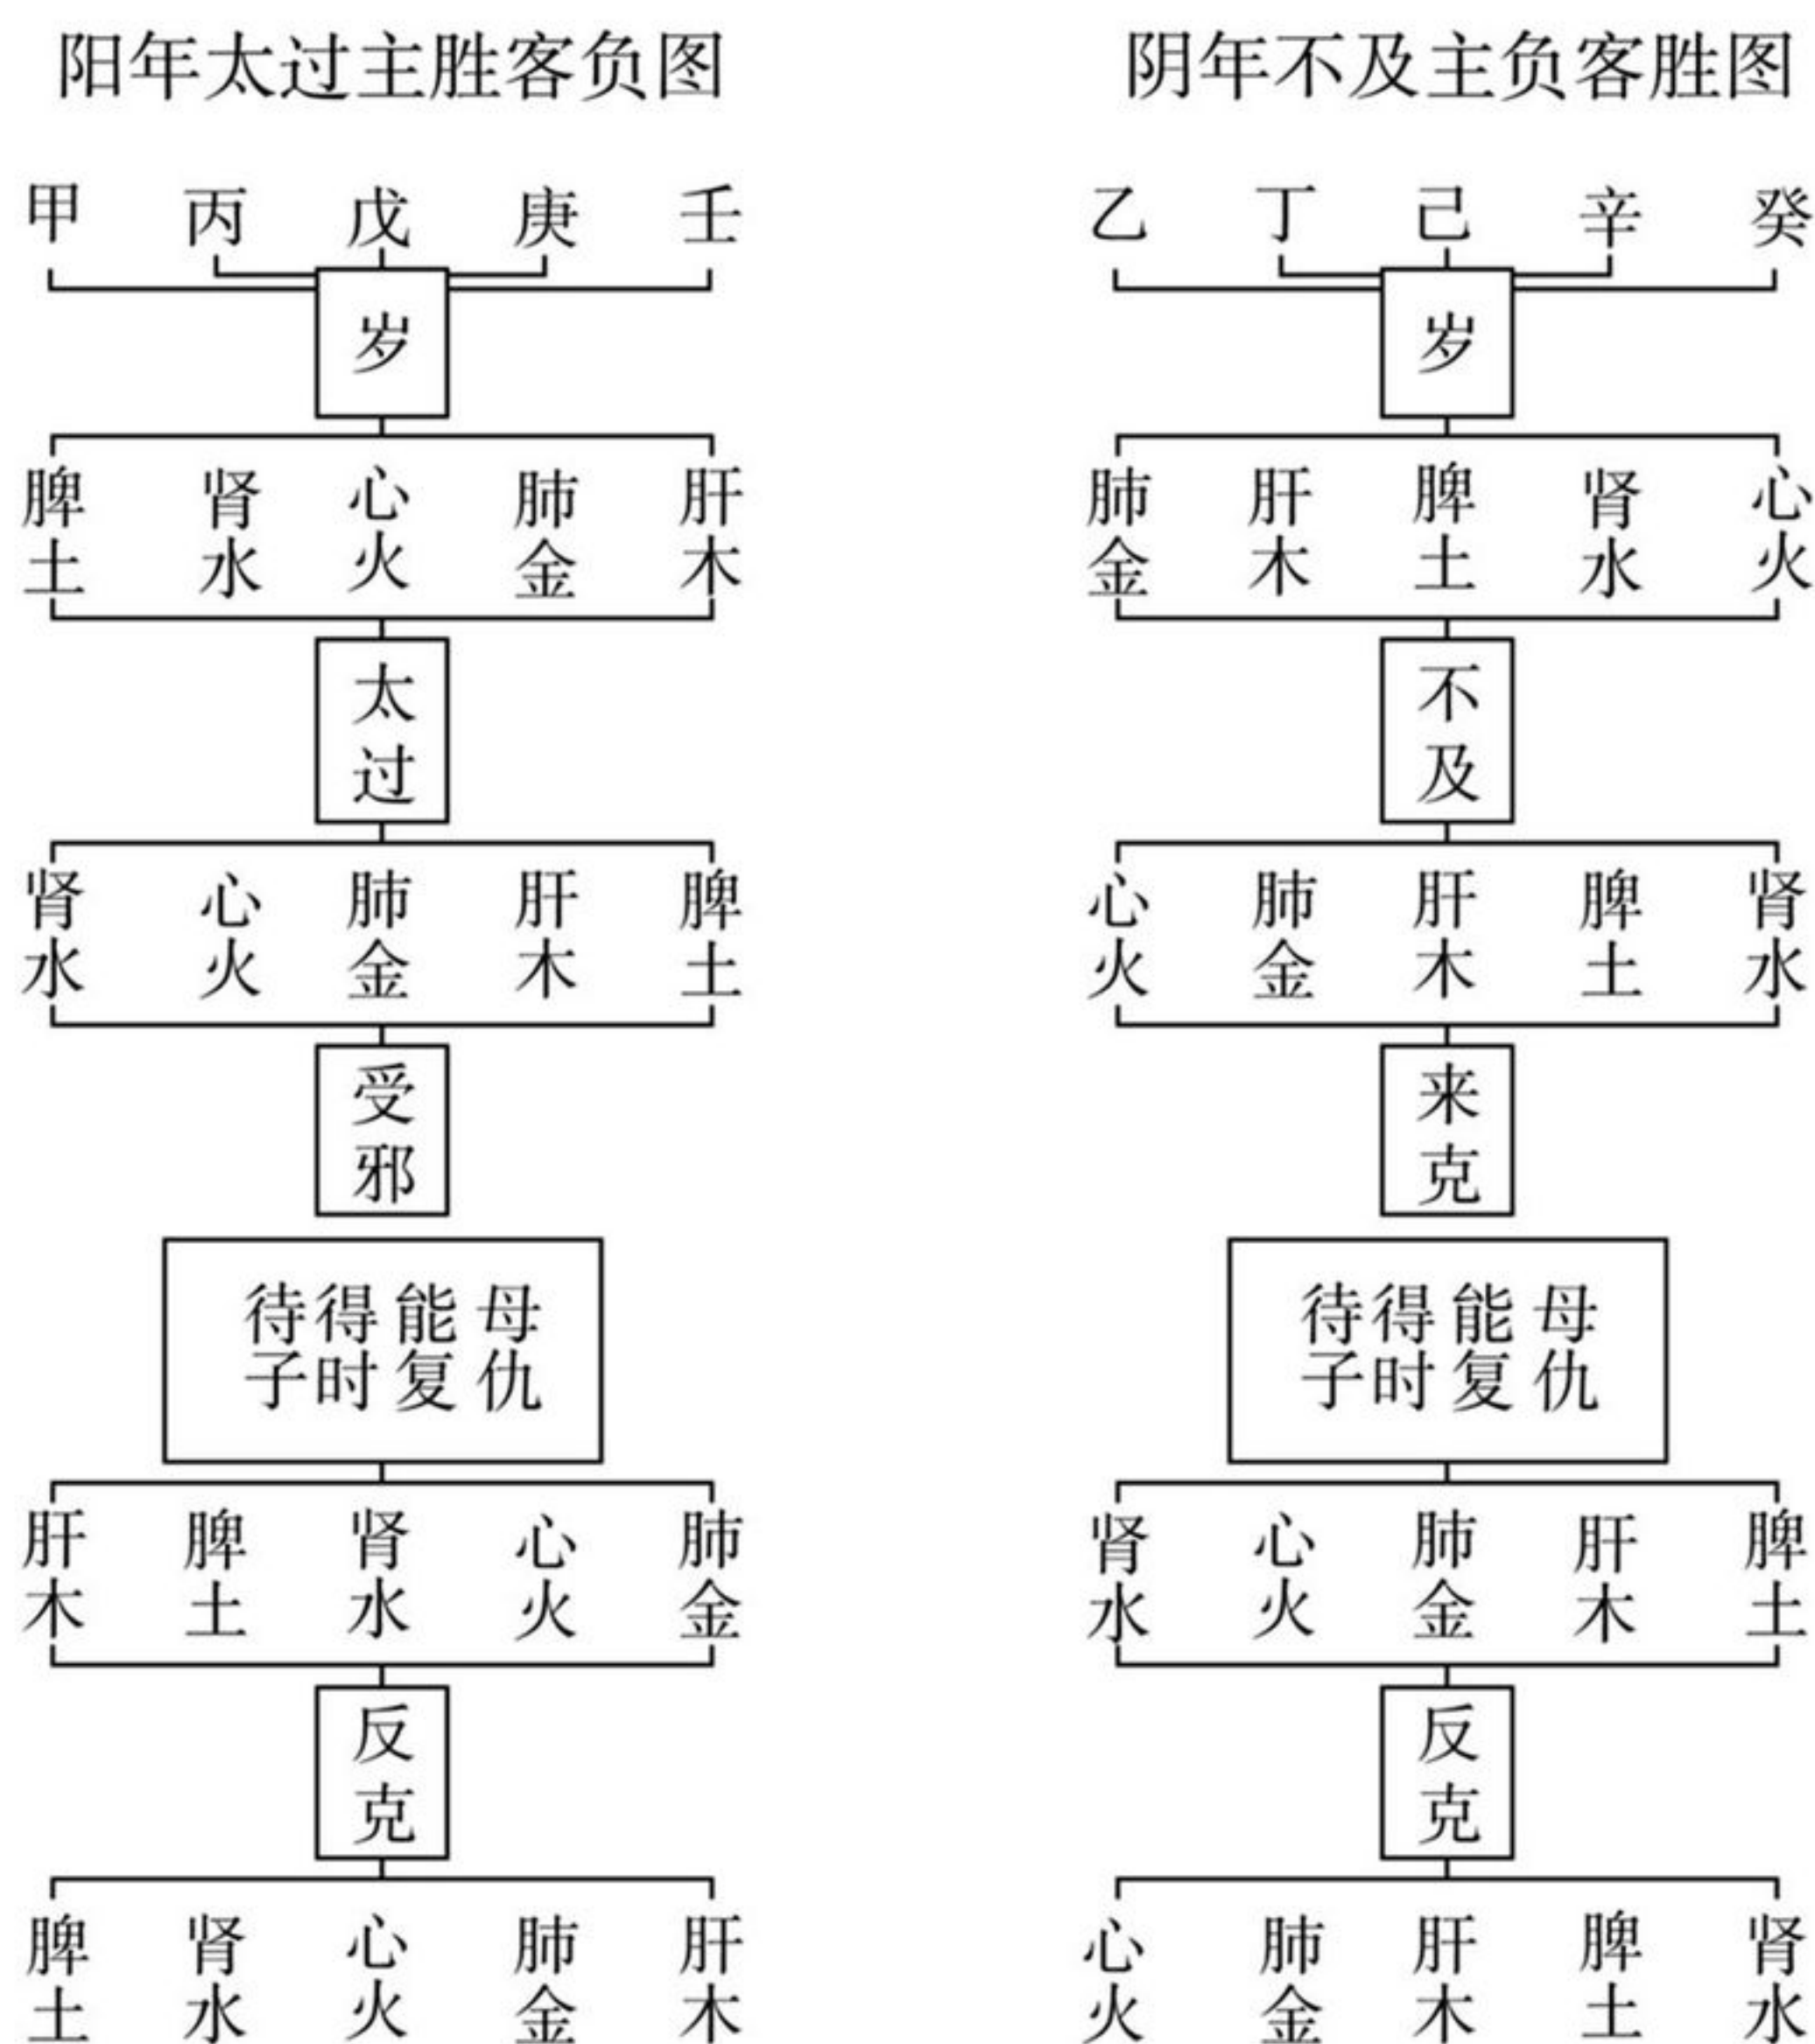 阳年太过主胜客负图
甲 丙 戊 庚 壬
岁
脾土 肾水 心火 肺金 肝木
太过
肾水 心火 肺金 肝木 脾土
受邪
待子 得时 能复 母仇
肝木 脾土 肾水 心火 肺金
反克
脾土 肾水 心火 肺金 肝木
阴年不及主负客胜图
乙 丁 己 辛 癸
岁
肺金 肝木 脾土 肾水 心火
不及
心火 肺金 肝木 脾土 肾水
来克
待子 得时 能复 母仇
肾水 心火 肺金 肝木 脾土
反克
心火 肺金 肝木 脾土 肾水